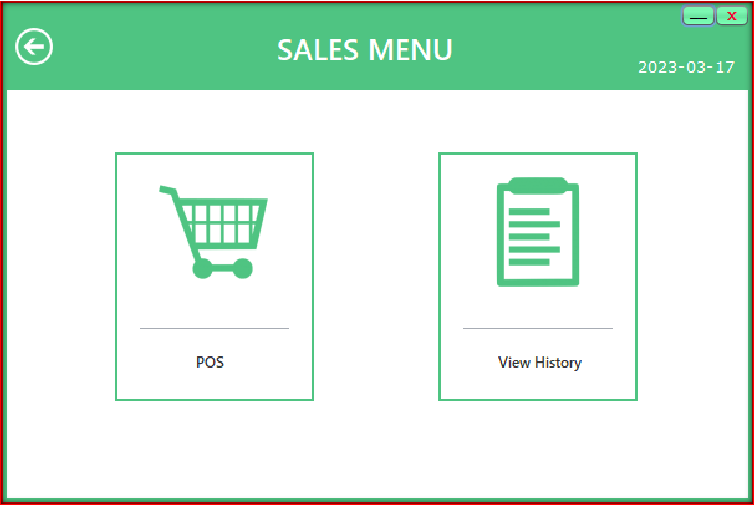 SALES MENU
2023-03-17
POS
View History